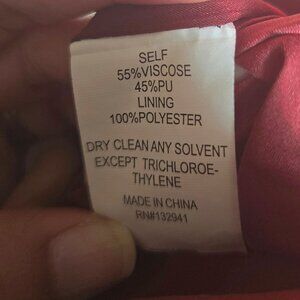 SELF
55%VISCOSE
45%PU
LINING
100%POLYESTER
DRY CLEAN ANY SOLVENT
EXCEPT TRICHLOROE-
THYLENE
MADE IN CHINA
RN#132941